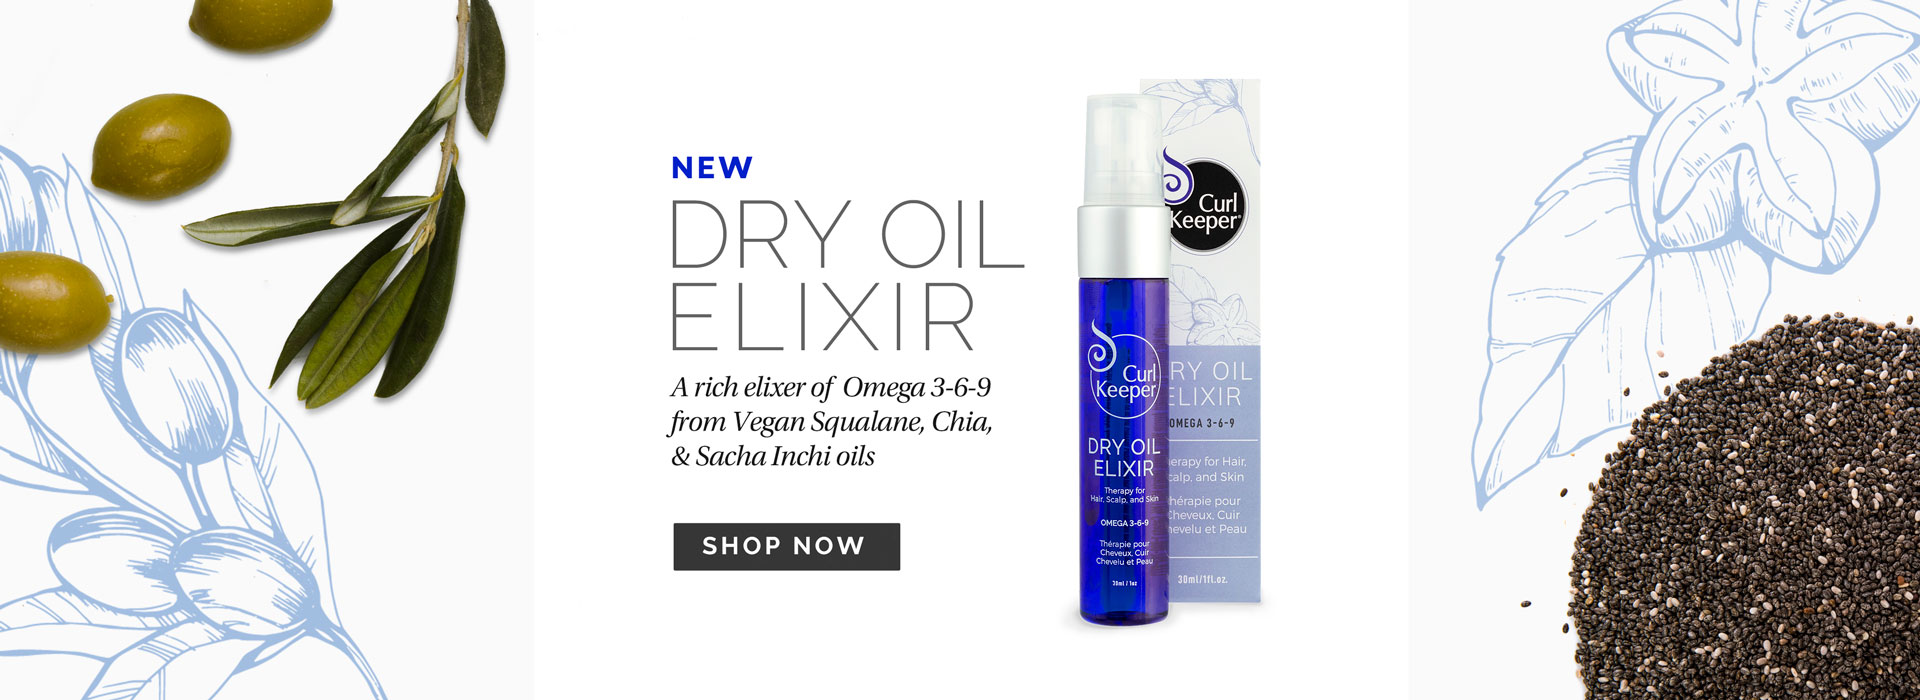 NEW
DRY OIL
ELIXIR
A rich elixer of Omega 3-6-9
from Vegan Squalane, Chia,
& Sacha Inchi oils
SHOP NOW
Curl
Keeper
DRY OIL
ELIXIR
Therapy for
Hair, Scalp, and Skin
OMEGA 3-6-9
Thérapie pour
Cheveux, Cuir
Chevelu et Peau
30ml / 1oz
Curl
Keeper®
RY OIL
ELIXIR
OMEGA 3-6-9
erapy for Hair,
calp, and Skin
hérapie pour
Cheveux, Cuir
hevelu et Peau
30ml/1fl.oz.